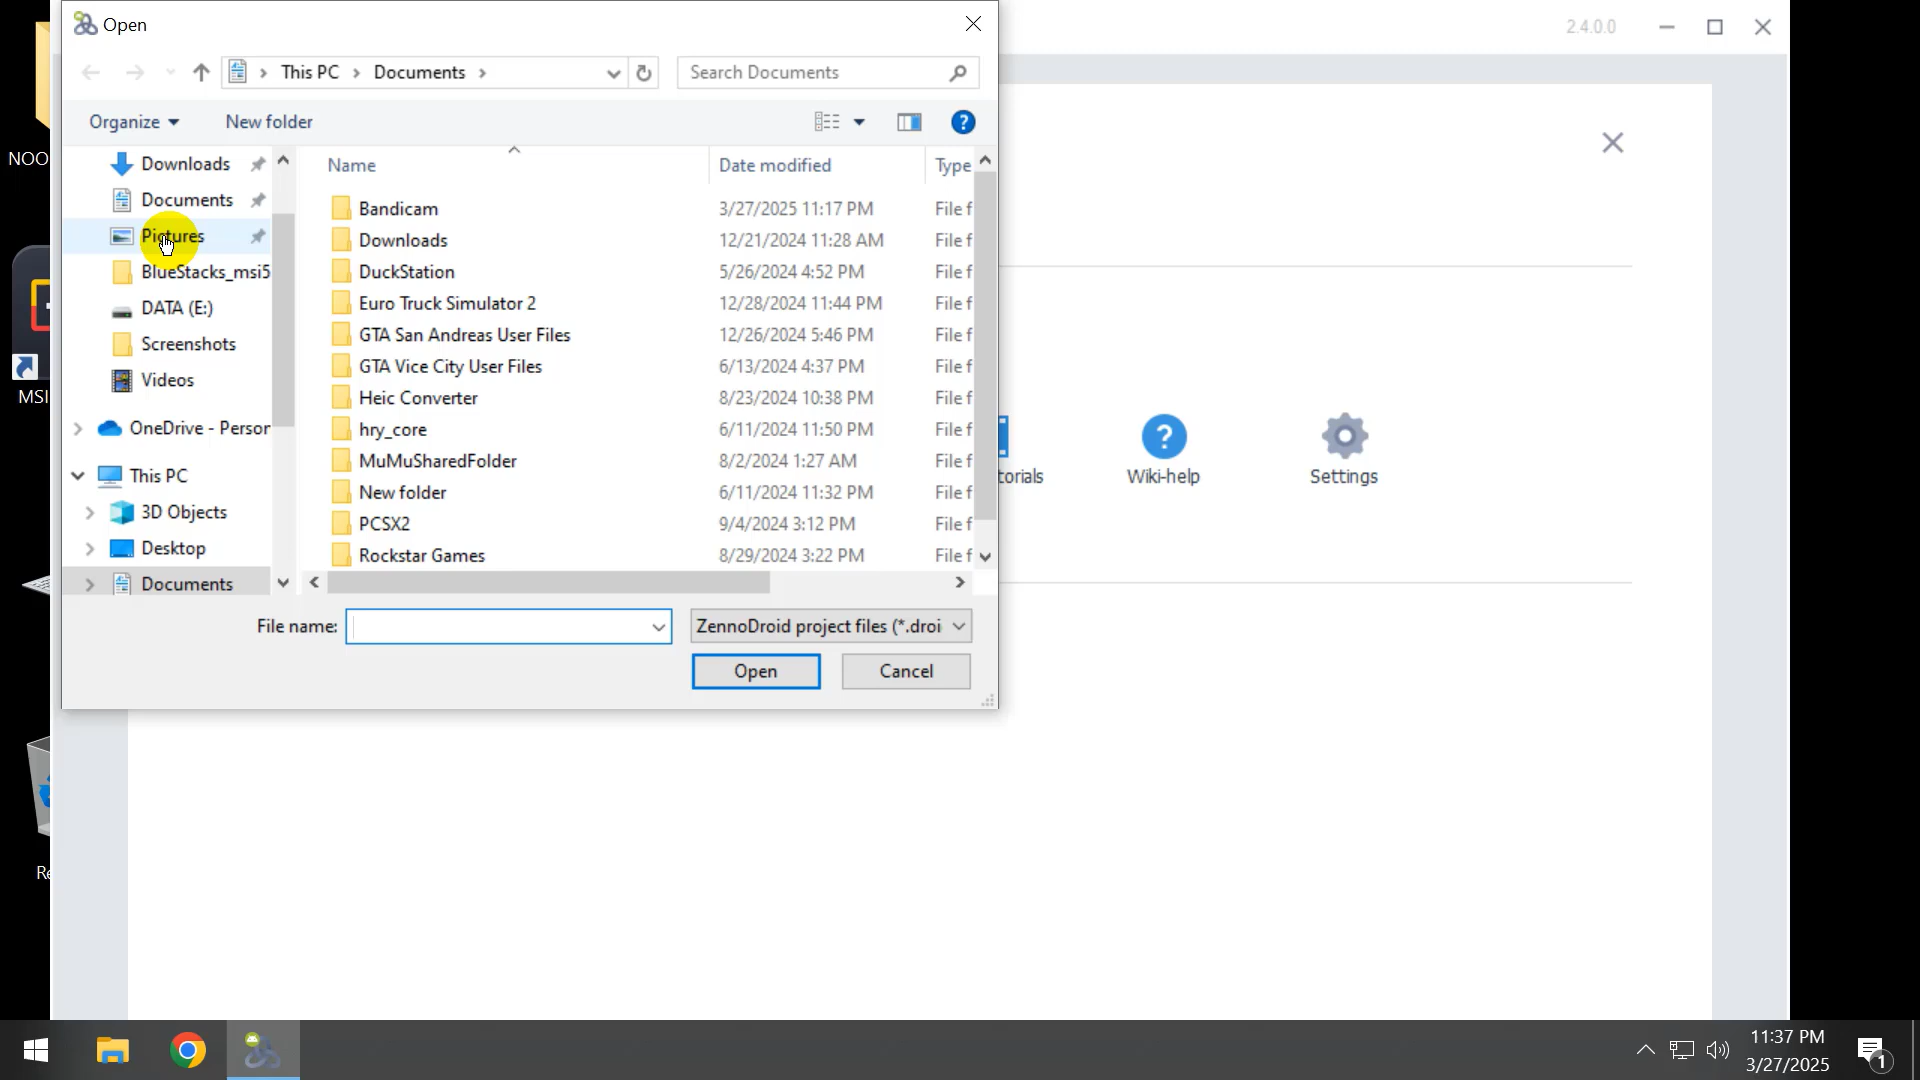 Open
2.4.0.0
This PC
Documents
Search Documents
Organize
New folder
Name
Date modified
Type
Downloads
Documents
Pictures
BlueStacks_msi5
DATA (E:)
Screenshots
Videos
OneDrive - Person
This PC
3D Objects
Desktop
Documents
Bandicam 3/27/2025 11:17 PM File f
Downloads 12/21/2024 11:28 AM File f
DuckStation 5/26/2024 4:52 PM File f
Euro Truck Simulator 2 12/28/2024 11:44 PM File f
GTA San Andreas User Files 12/26/2024 5:46 PM File f
GTA Vice City User Files 6/13/2024 4:37 PM File f
Heic Converter 8/23/2024 10:38 PM File f
hry_core 6/11/2024 11:50 PM File f
MuMuSharedFolder 8/2/2024 1:27 AM File f
New folder 6/11/2024 11:32 PM File f
PCSX2 9/4/2024 3:12 PM File f
Rockstar Games 8/29/2024 3:22 PM File f
File name:
ZennoDroid project files (*.droi
Open
Cancel
torials
Wiki-help
Settings
NOO
MSI
Re
11:37 PM
3/27/2025
1